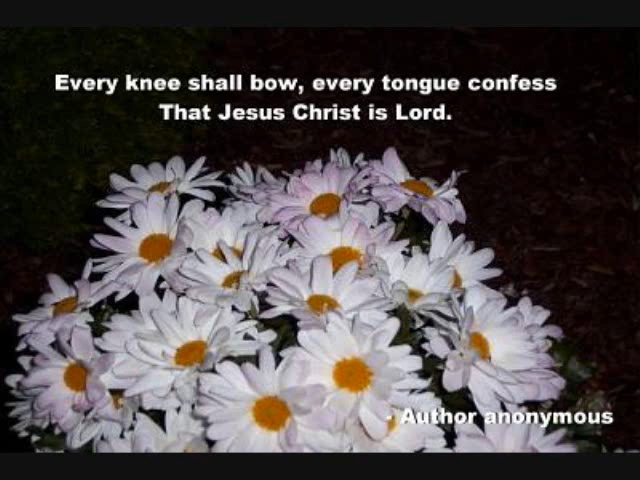 Every knee shall bow, every tongue confess
That Jesus Christ is Lord.
- Author anonymous